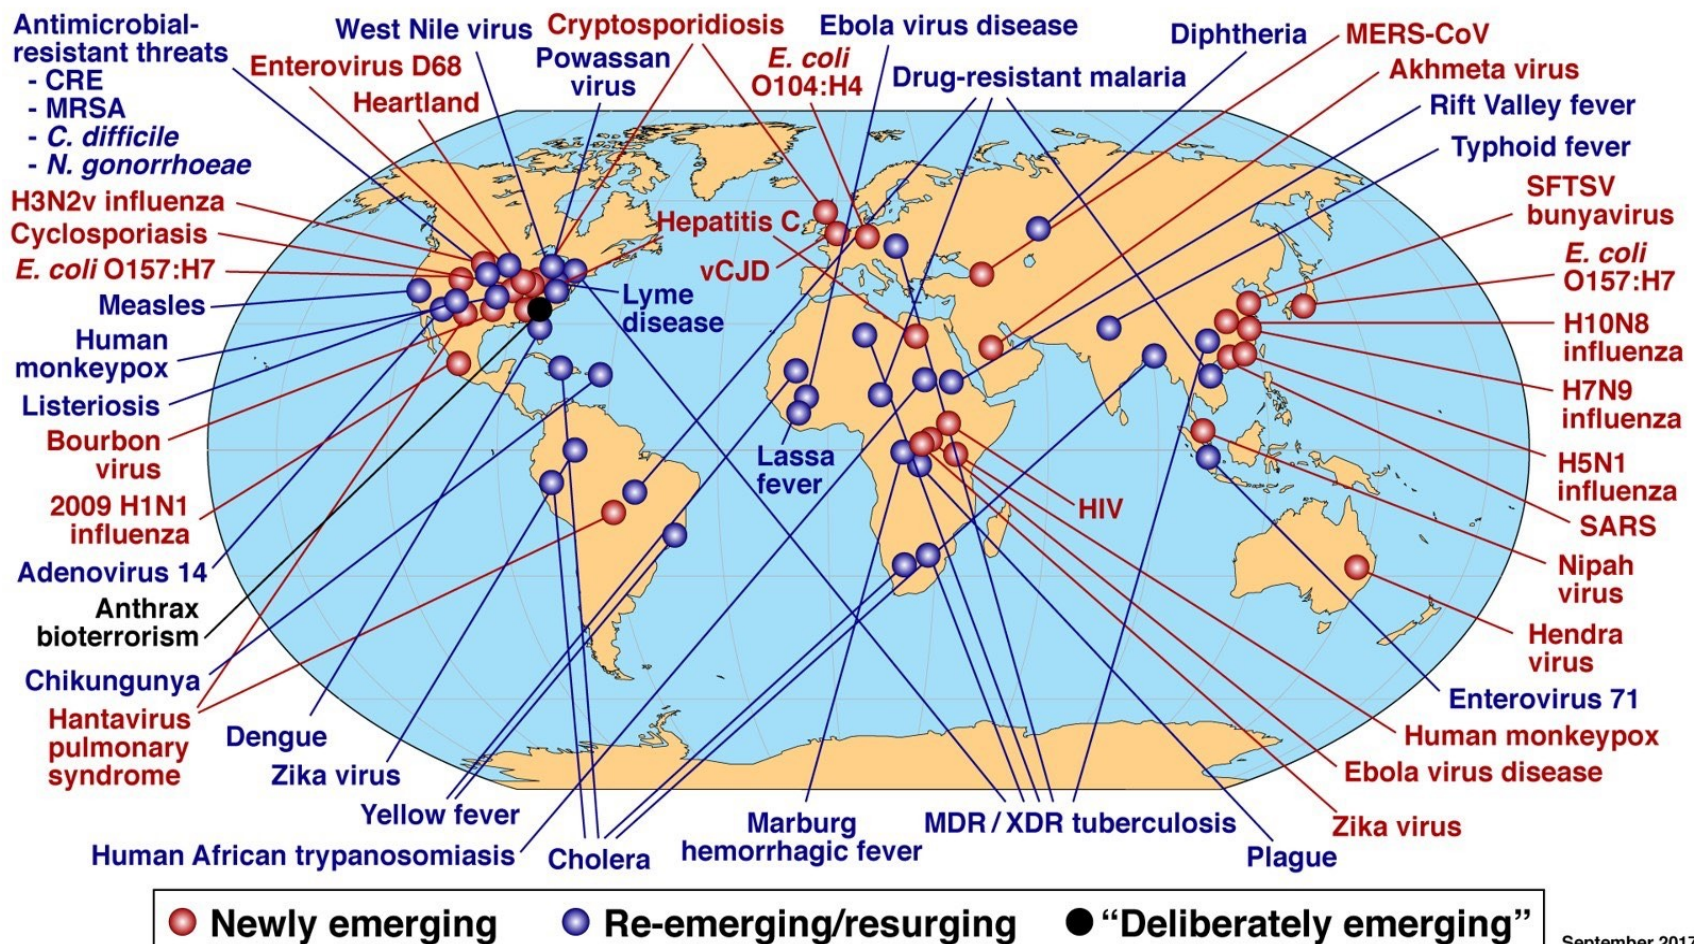 Antimicrobial-
resistant threats
- CRE
- MRSA
- C. difficile
- N. gonorrhoeae
West Nile virus
Enterovirus D68
Heartland
Cryptosporidiosis
Powassan
virus
E. coli
O104:H4
Ebola virus disease
Drug-resistant malaria
Diphtheria
MERS-CoV
Akhmeta virus
Rift Valley fever
Typhoid fever
SFTSV
bunyavirus
E. coli
O157:H7
H10N8
influenza
H7N9
influenza
H5N1
influenza
SARS
Nipah
virus
Hendra
virus
Enterovirus 71
Human monkeypox
Ebola virus disease
Zika virus
Plague
MDR / XDR tuberculosis
Marburg
hemorrhagic fever
Cholera
Human African trypanosomiasis
Yellow fever
Zika virus
Dengue
Hantavirus
pulmonary
syndrome
Chikungunya
Anthrax
bioterrorism
Adenovirus 14
2009 H1N1
influenza
Bourbon
virus
Listeriosis
Human
monkeypox
Measles
E. coli O157:H7
Cyclosporiasis
H3N2v influenza
Hepatitis C
vCJD
Lyme
disease
Lassa
fever
HIV
Newly emerging
Re-emerging/resurging
“Deliberately emerging”
September 2017